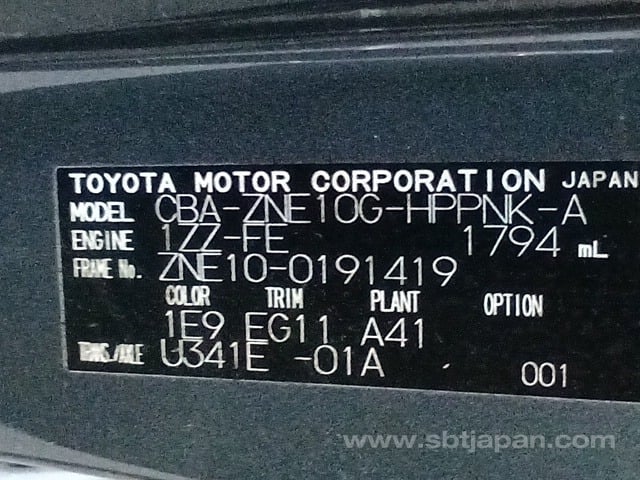 TOYOTA MOTOR CORPORATION JAPAN
MODEL CBA-ZNE10G-HPPNK-A
ENGINE 1ZZ-FE 1794 mL
FRAME No. ZNE10-0191419
COLOR TRIM PLANT OPTION
1E9 EG11 A41
TRANS./AXLE U341E -01A 001
www.sbtjapan.com